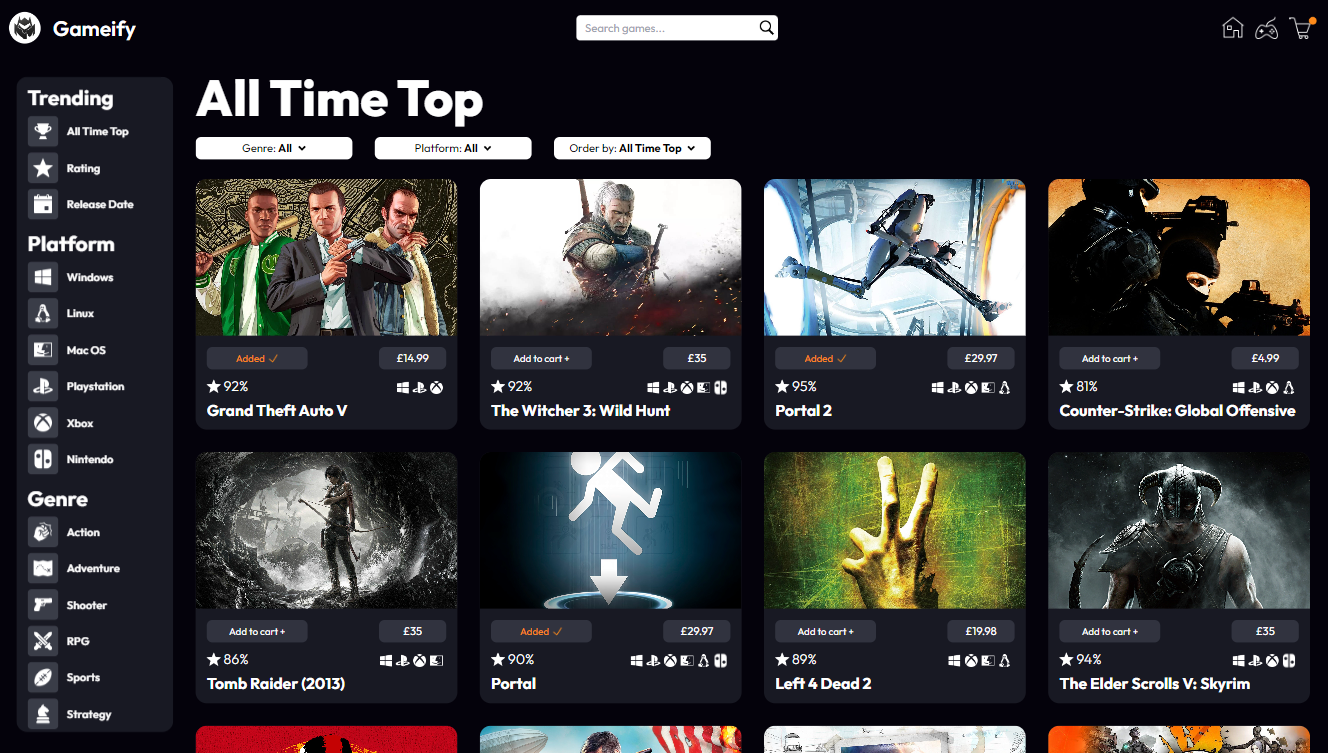 Gameify
Search games...
Trending
All Time Top
Rating
Release Date
Platform
Windows
Linux
Mac OS
Playstation
Xbox
Nintendo
Genre
Action
Adventure
Shooter
RPG
Sports
Strategy
All Time Top
Genre: All
Platform: All
Order by: All Time Top
Added ✓
£14.99
92%
Grand Theft Auto V
Add to cart +
£35
92%
The Witcher 3: Wild Hunt
Added ✓
£29.97
95%
Portal 2
Add to cart +
£4.99
81%
Counter-Strike: Global Offensive
Add to cart +
£35
86%
Tomb Raider (2013)
Added ✓
£29.97
90%
Portal
Add to cart +
£19.98
89%
Left 4 Dead 2
Add to cart +
£35
94%
The Elder Scrolls V: Skyrim